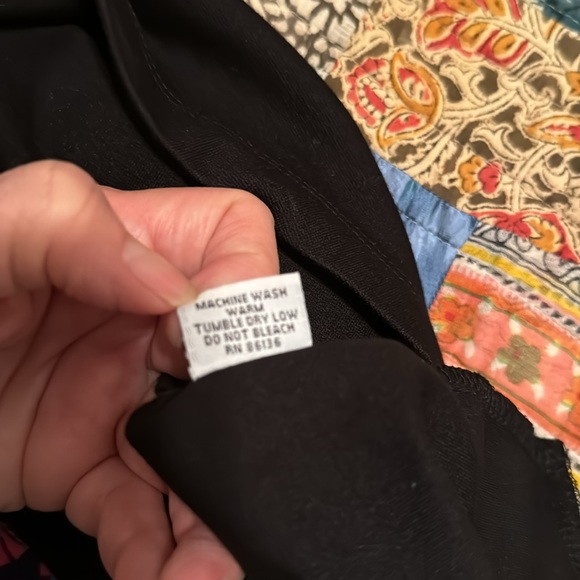 MACHINE WASH
WARM
TUMBLE DRY LOW
DO NOT BLEACH
RN 86136